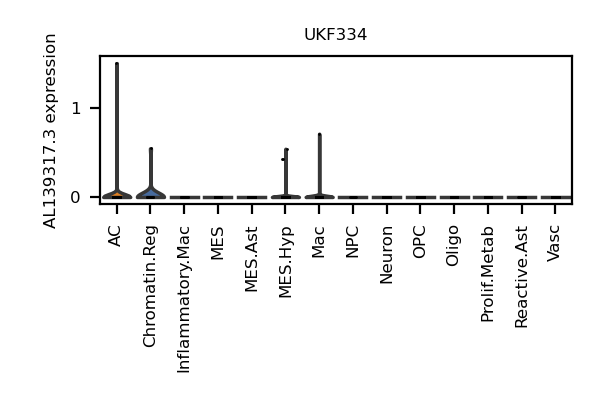 UKF334
AL139317.3 expression
1
0
AC
Chromatin.Reg
Inflammatory.Mac
MES
MES.Ast
MES.Hyp
Mac
NPC
Neuron
OPC
Oligo
Prolif.Metab
Reactive.Ast
Vasc